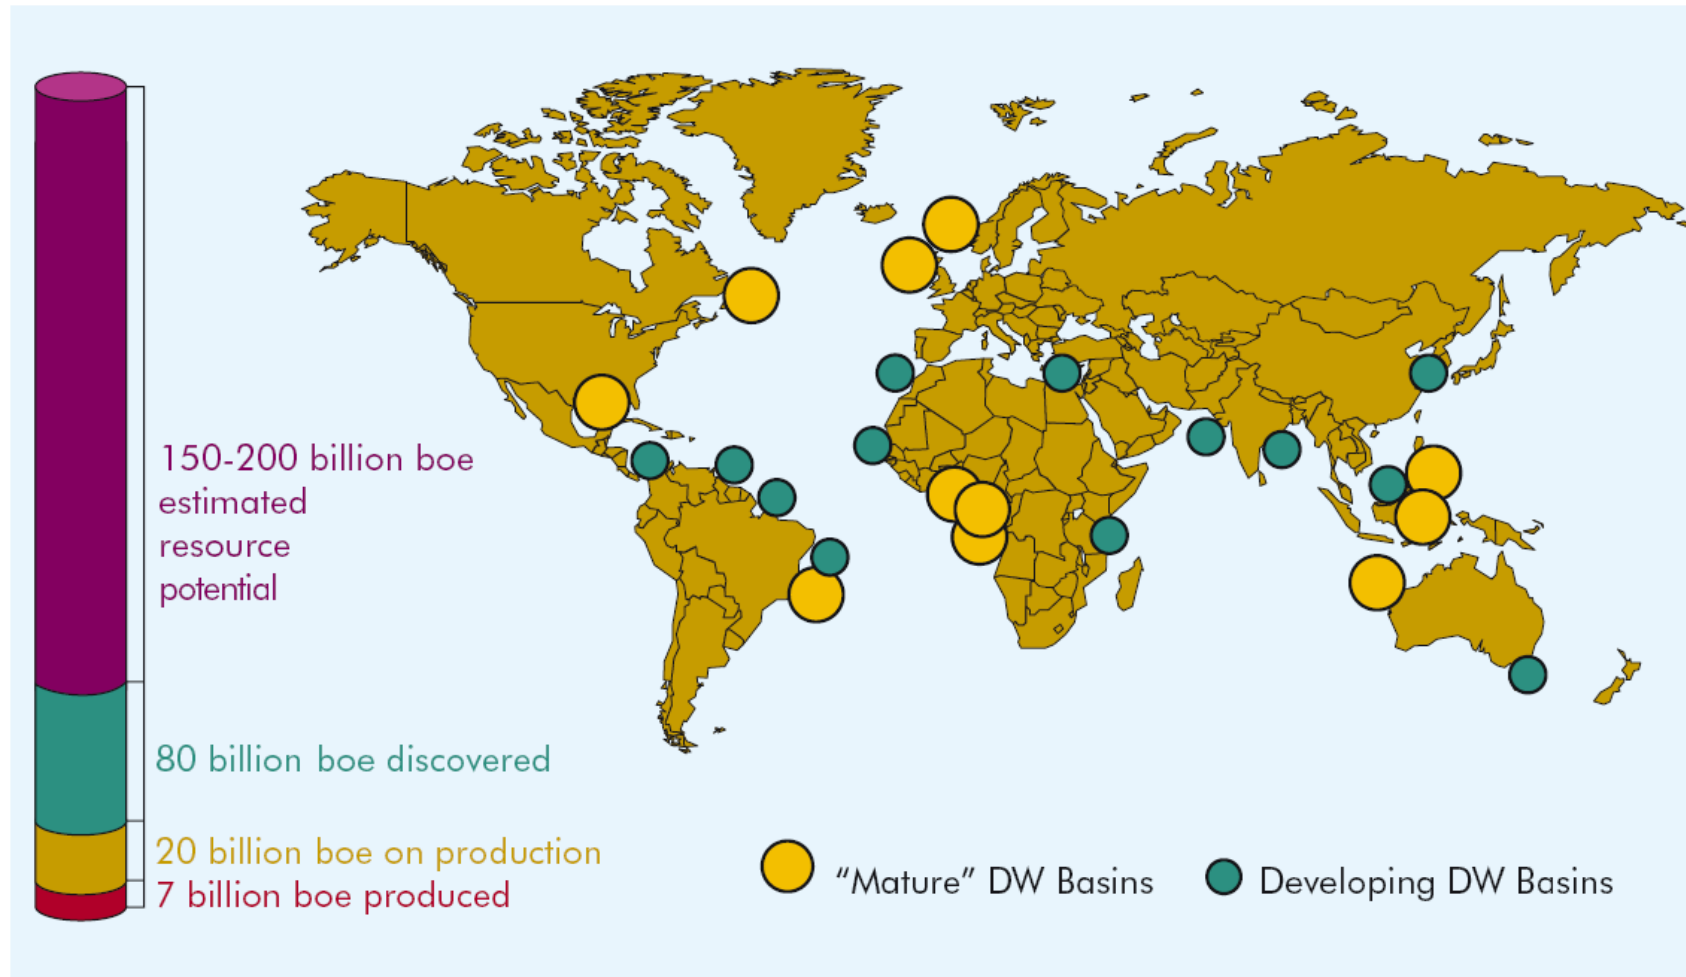 150-200 billion boe
estimated
resource
potential
80 billion boe discovered
20 billion boe on production
7 billion boe produced
“Mature” DW Basins
Developing DW Basins